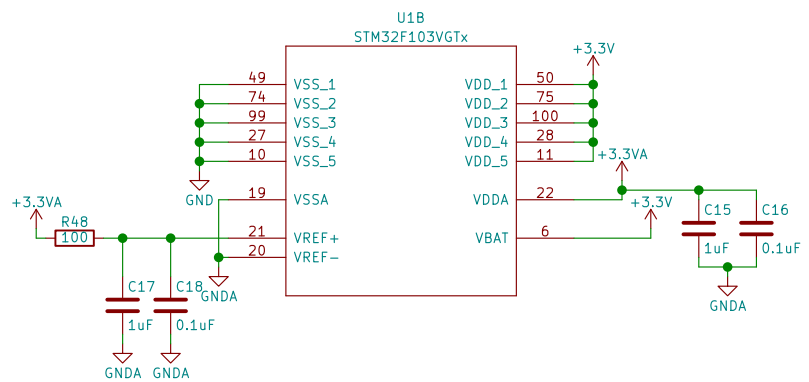 U1B
STM32F103VGTx
+3.3V
49 VSS_1 VDD_1 50
74 VSS_2 VDD_2 75
99 VSS_3 VDD_3 100
27 VSS_4 VDD_4 28
10 VSS_5 VDD_5 11
+3.3VA
GND
19 VSSA VDDA 22
+3.3VA
+3.3V
C15
C16
R48
100
21 VREF+ VBAT 6
1uF
0.1uF
20 VREF-
GNDA
GNDA
C17
C18
1uF
0.1uF
GNDA
GNDA